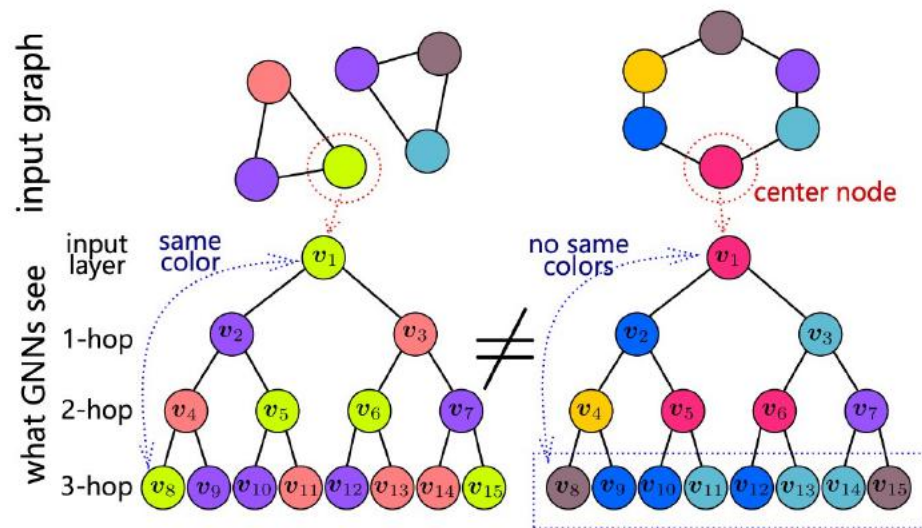 input graph
center node
what GNNs see
input
layer
same
color
no same
colors
v1
v1
1-hop
v2
v3
≠
v2
v3
2-hop
v4
v5
v6
v7
v4
v5
v6
v7
3-hop
v8
v9
v10
v11
v12
v13
v14
v15
v8
v9
v10
v11
v12
v13
v14
v15